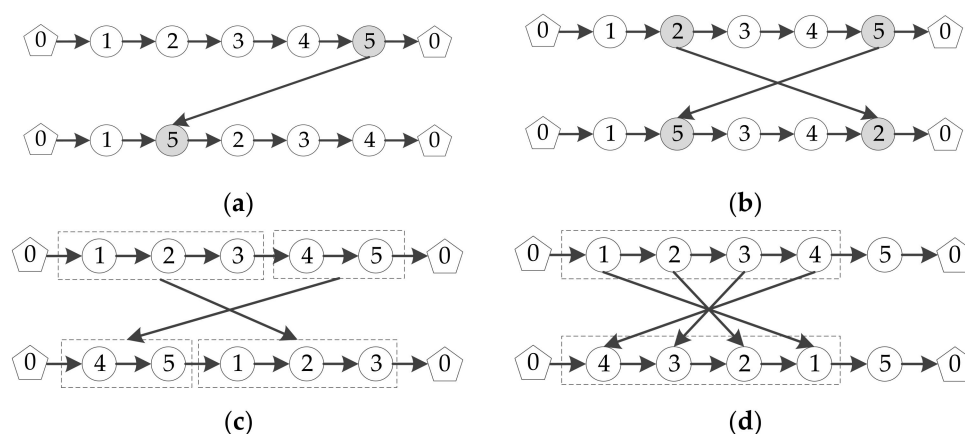 0 1 2 3 4 5 0
0 1 5 2 3 4 0
(a)
0 1 2 3 4 5 0
0 1 5 3 4 2 0
(b)
0 1 2 3 4 5 0
0 4 5 1 2 3 0
(c)
0 1 2 3 4 5 0
0 4 3 2 1 5 0
(d)